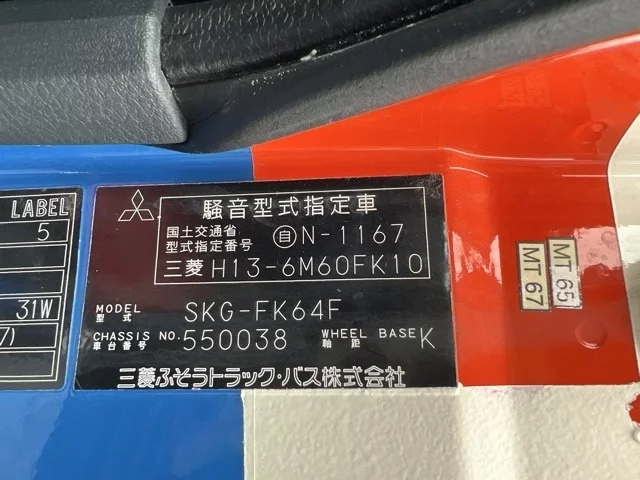 LABEL
5
31W
7)
騒音型式指定車
国土交通省
型式指定番号 自N-1167
三菱 H13-6M60FK10
MODEL
型式 SKG-FK64F
CHASSIS NO.
車台番号 550038
WHEEL BASE
軸距 K
三菱ふそうトラック・バス株式会社
MT 65
MT 67